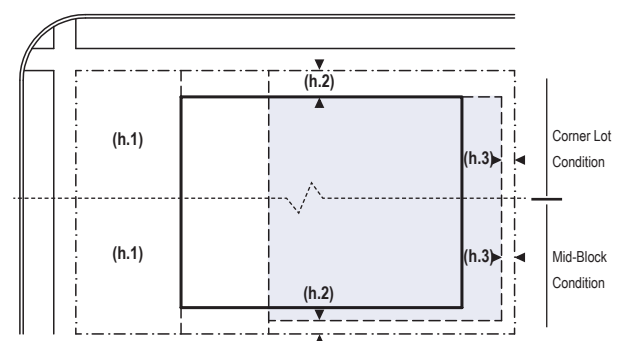 (h.2)
(h.1)
(h.3)
Corner Lot
Condition
(h.1)
(h.3)
Mid-Block
Condition
(h.2)